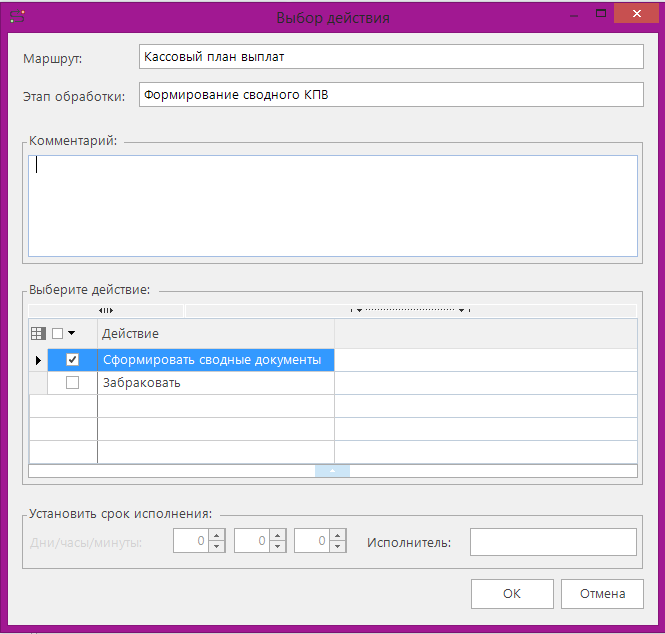 Выбор действия
Маршрут: Кассовый план выплат
Этап обработки: Формирование сводного КПВ
Комментарий:
Выберите действие:
Действие
Сформировать сводные документы
Забраковать
Установить срок исполнения:
Дни/часы/минуты: 0 0 0 Исполнитель:
OK Отмена